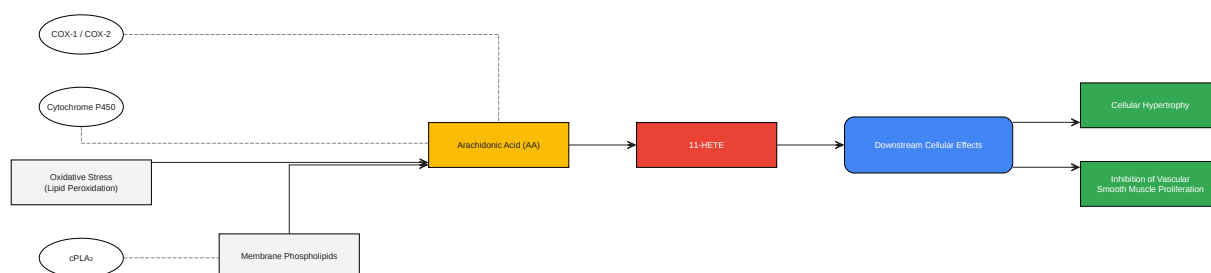 COX-1 / COX-2
Cytochrome P450
Oxidative Stress
(Lipid Peroxidation)
cPLA₂
Membrane Phospholipids
Arachidonic Acid (AA)
11-HETE
Downstream Cellular Effects
Cellular Hypertrophy
Inhibition of Vascular
Smooth Muscle Proliferation